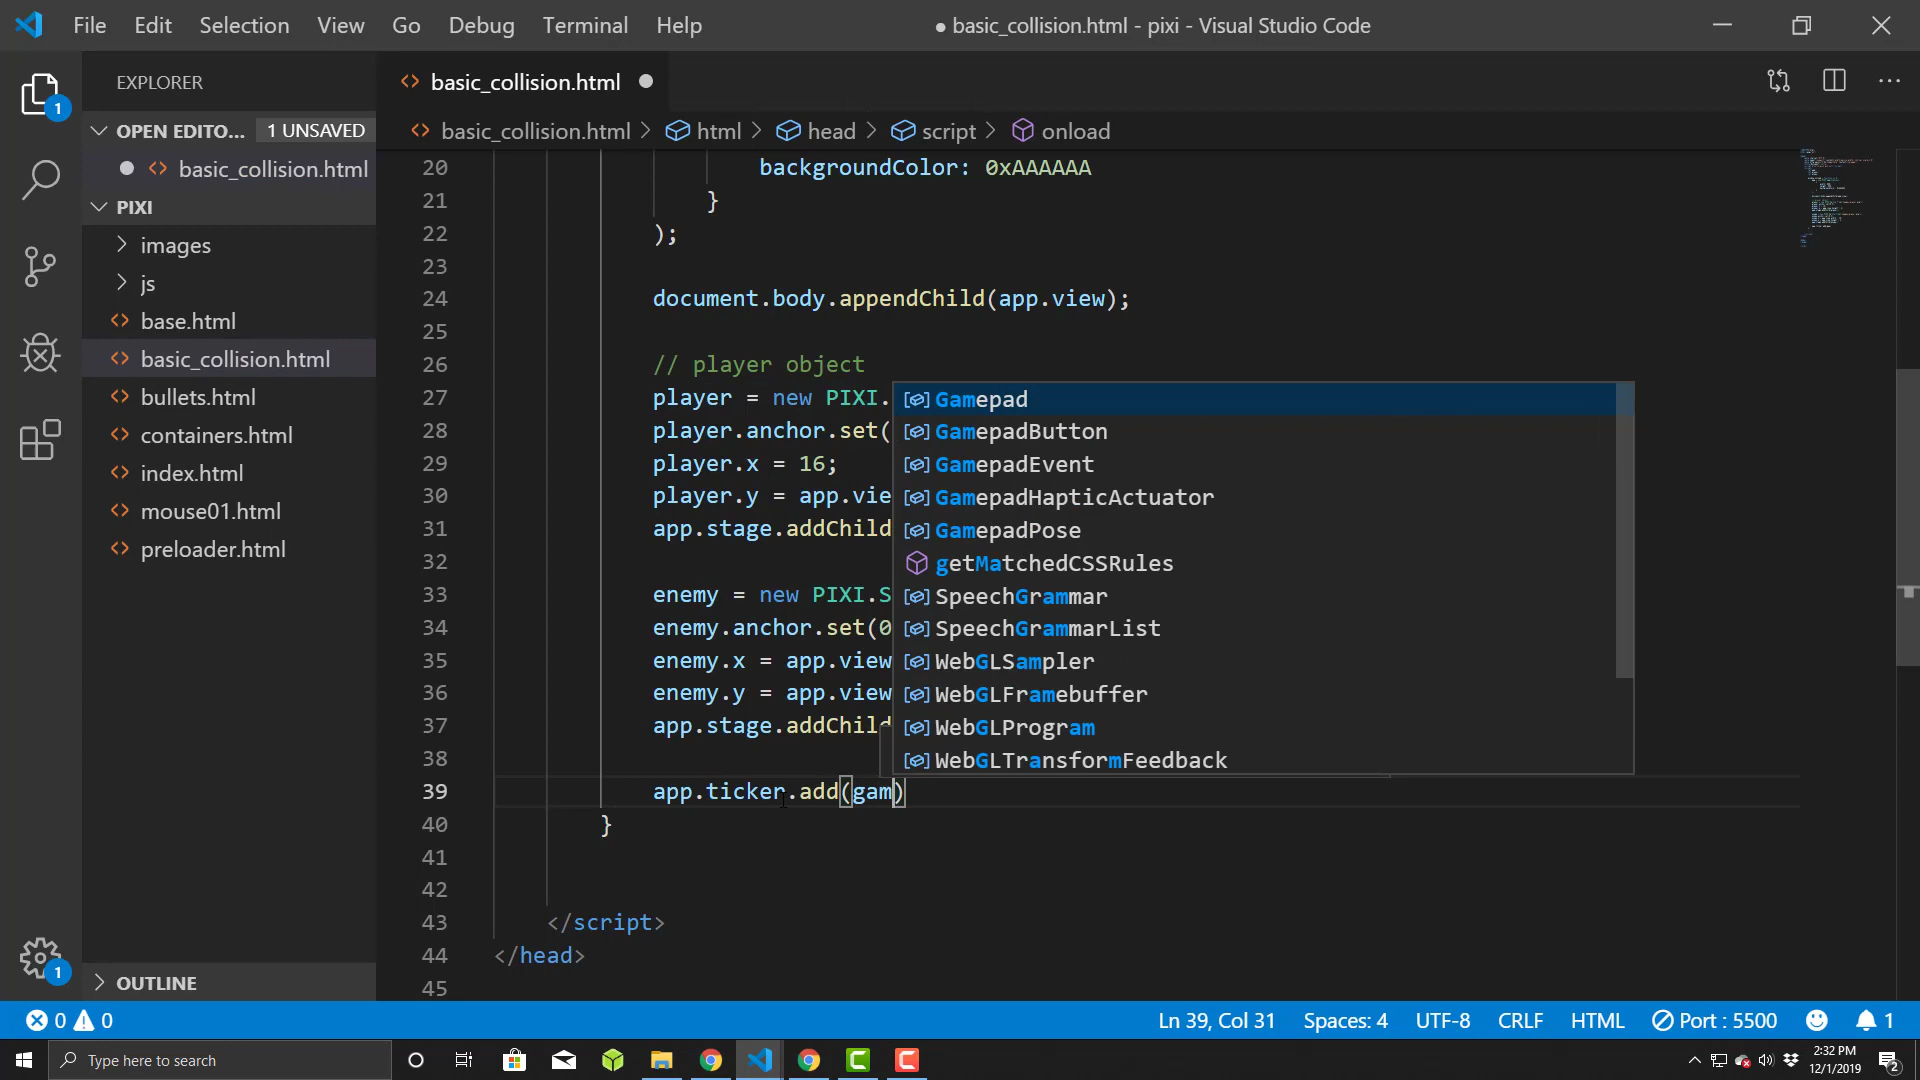 File Edit Selection View Go Debug Terminal Help
● basic_collision.html - pixi - Visual Studio Code
EXPLORER
basic_collision.html
OPEN EDITO... 1 UNSAVED
basic_collision.html
PIXI
images
js
base.html
basic_collision.html
bullets.html
containers.html
index.html
mouse01.html
preloader.html
OUTLINE
basic_collision.html > html > head > script > onload
20 backgroundColor: 0xAAAAAA
21 }
22 );
23
24 document.body.appendChild(app.view);
25
26 // player object
27 player = new PIXI.
28 player.anchor.set(
29 player.x = 16;
30 player.y = app.vie
31 app.stage.addChild
32
33 enemy = new PIXI.S
34 enemy.anchor.set(0
35 enemy.x = app.view
36 enemy.y = app.view
37 app.stage.addChild
38
39 app.ticker.add(gam)
40 }
41
42
43 </script>
44 </head>
45
Gamepad
GamepadButton
GamepadEvent
GamepadHapticActuator
GamepadPose
getMatchedCSSRules
SpeechGrammar
SpeechGrammarList
WebGLSampler
WebGLFramebuffer
WebGLProgram
WebGLTransformFeedback
1
1
0 0
Ln 39, Col 31 Spaces: 4 UTF-8 CRLF HTML Port : 5500 1
Type here to search
2:32 PM
12/1/2019
2